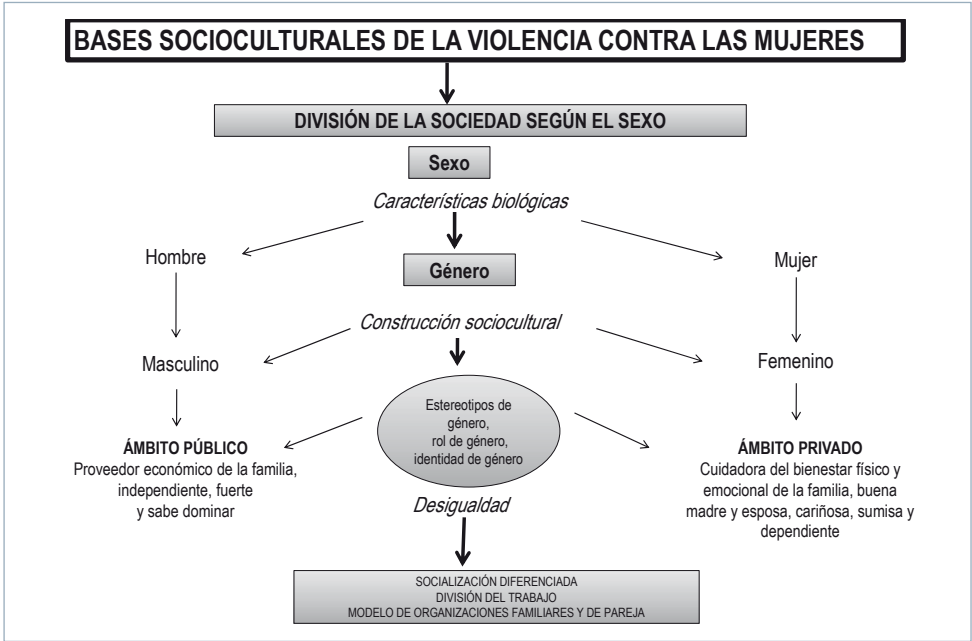 BASES SOCIOCULTURALES DE LA VIOLENCIA CONTRA LAS MUJERES
DIVISIÓN DE LA SOCIEDAD SEGÚN EL SEXO
Sexo
Características biológicas
Hombre
Mujer
Género
Construcción sociocultural
Masculino
Femenino
Estereotipos de
género,
rol de género,
identidad de género
ÁMBITO PÚBLICO
Proveedor económico de la familia,
independiente, fuerte
y sabe dominar
ÁMBITO PRIVADO
Cuidadora del bienestar físico y
emocional de la familia, buena
madre y esposa, cariñosa, sumisa y
dependiente
Desigualdad
SOCIALIZACIÓN DIFERENCIADA
DIVISIÓN DEL TRABAJO
MODELO DE ORGANIZACIONES FAMILIARES Y DE PAREJA